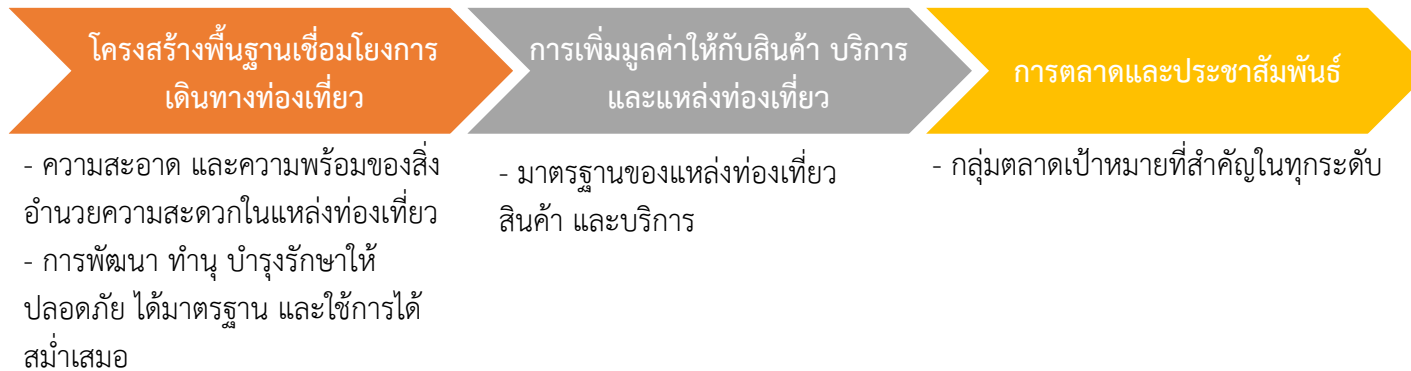 โครงสร้างพื้นฐานเชื่อมโยงการ
เดินทางท่องเที่ยว
- ความสะอาด และความพร้อมของสิ่ง
อำนวยความสะดวกในแหล่งท่องเที่ยว
- การพัฒนา ทำนุ บำรุงรักษาให้
ปลอดภัย ได้มาตรฐาน และใช้การได้
สม่ำเสมอ
การเพิ่มมูลค่าให้กับสินค้า บริการ
และแหล่งท่องเที่ยว
- มาตรฐานของแหล่งท่องเที่ยว
สินค้า และบริการ
การตลาดและประชาสัมพันธ์
- กลุ่มตลาดเป้าหมายที่สำคัญในทุกระดับ